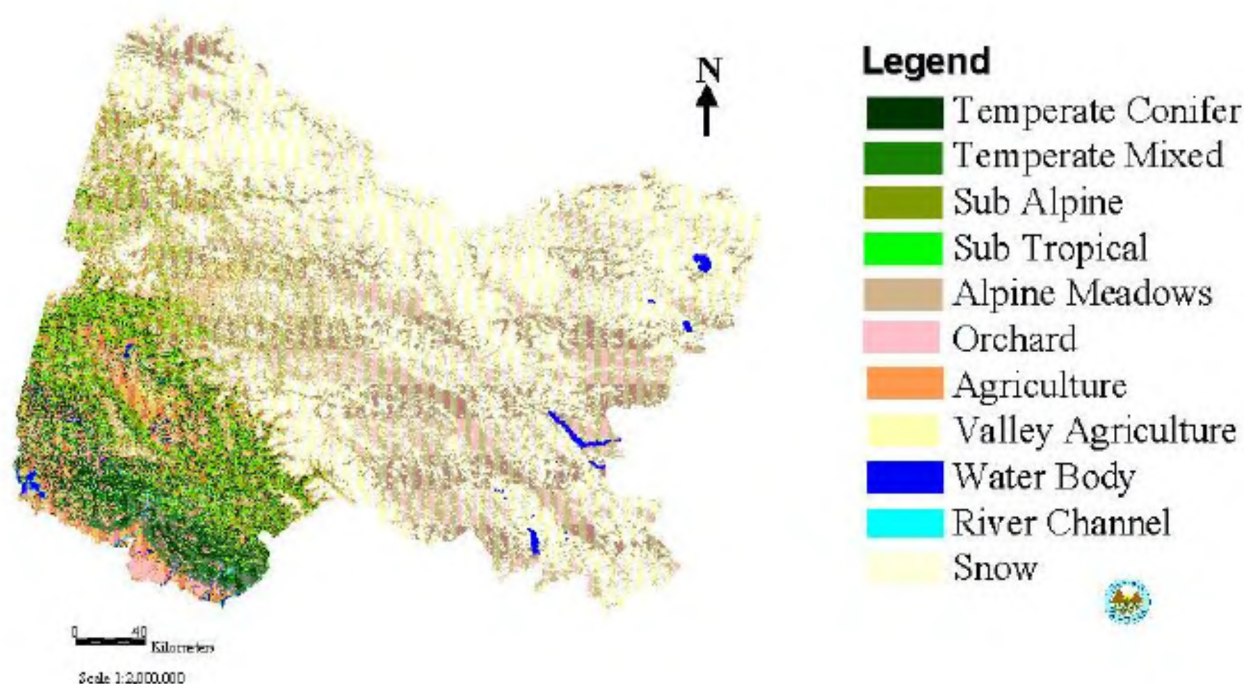 N
Legend
Temperate Conifer
Temperate Mixed
Sub Alpine
Sub Tropical
Alpine Meadows
Orchard
Agriculture
Valley Agriculture
Water Body
River Channel
Snow
0 40
Kilometers
Scale 1:2,000,000